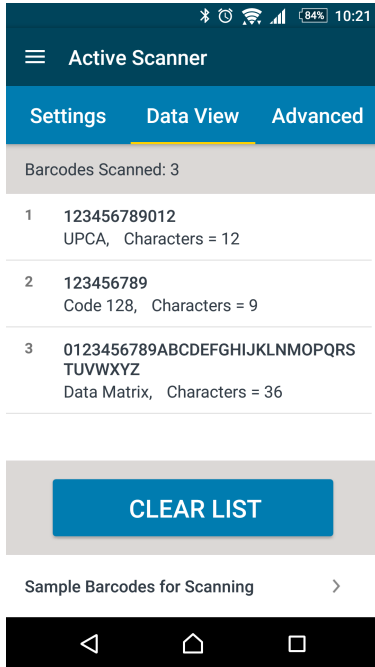 84% 10:21
Active Scanner
Settings Data View Advanced
Barcodes Scanned: 3
1 123456789012
UPCA, Characters = 12
2 123456789
Code 128, Characters = 9
3 0123456789ABCDEFGHIJKLNMOPQRS
TUVWXYZ
Data Matrix, Characters = 36
CLEAR LIST
Sample Barcodes for Scanning